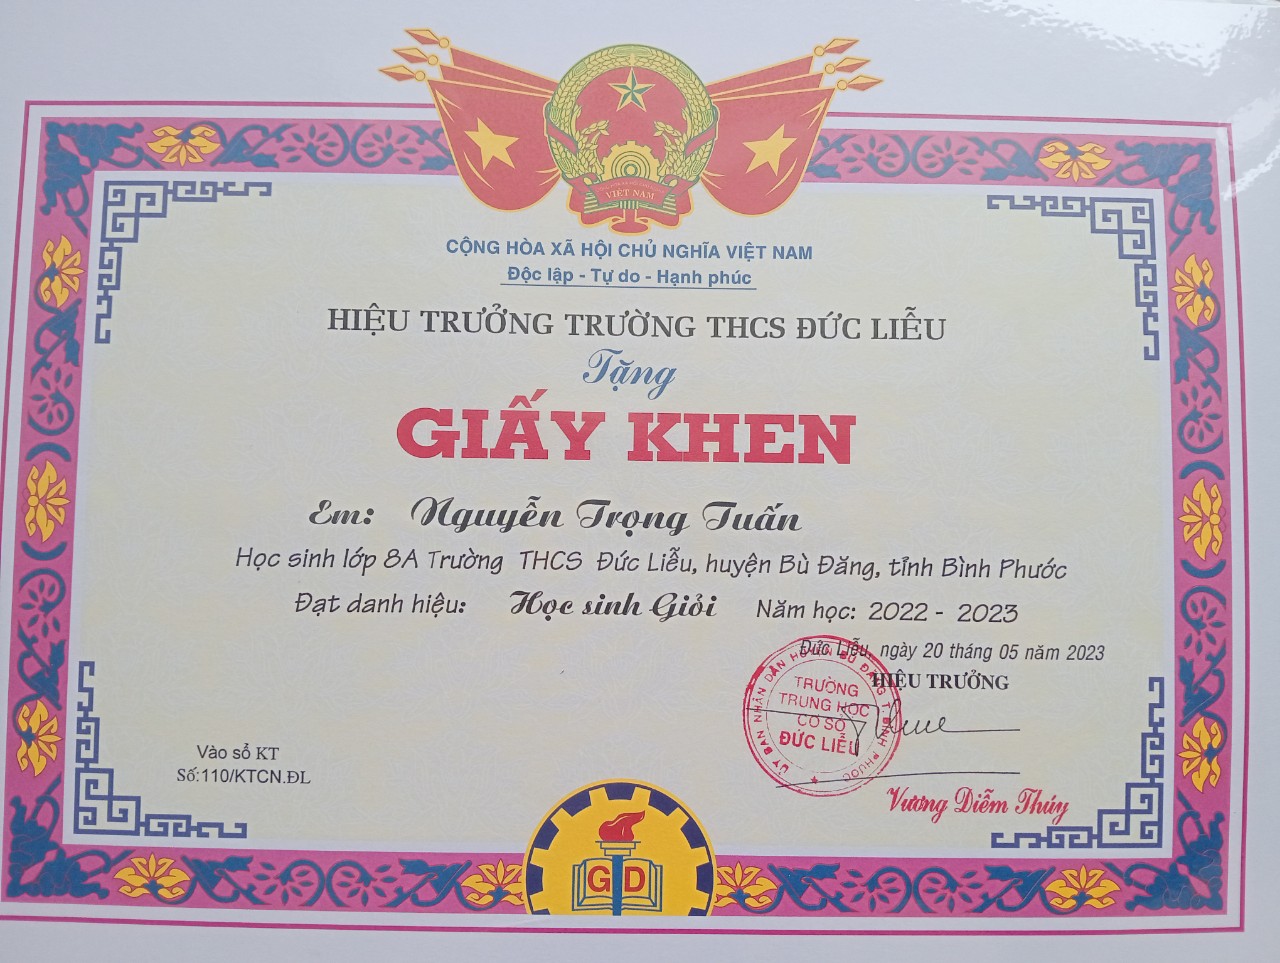 VIỆT NAM
CỘNG HÒA XÃ HỘI CHỦ NGHĨA VIỆT NAM
Độc lập - Tự do - Hạnh phúc
HIỆU TRƯỞNG TRƯỜNG THCS ĐỨC LIỄU
Tặng
GIẤY KHEN
Em: Nguyễn Trọng Tuấn
Học sinh lớp 8A Trường THCS Đức Liễu, huyện Bù Đăng, tỉnh Bình Phước
Đạt danh hiệu: Học sinh Giỏi Năm học: 2022 - 2023
Đức Liễu, ngày 20 tháng 05 năm 2023
HIỆU TRƯỞNG
ỦY BAN NHÂN DÂN HUYỆN BÙ ĐĂNG T. BÌNH PHƯỚC
TRƯỜNG
TRUNG HỌC
CƠ SỞ
ĐỨC LIỄU
Vào sổ KT
Số:110/KTCN.ĐL
Vương Diễm Thúy
GD